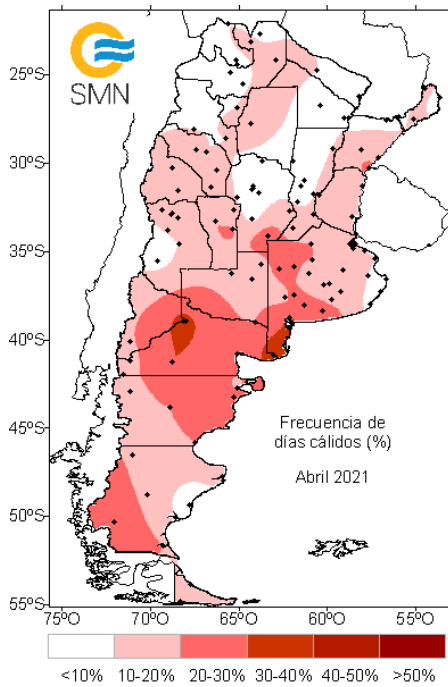 SMN
25ºS
30ºS
35ºS
40ºS
45ºS
50ºS
55ºS
Frecuencia de
días cálidos (%)
Abril 2021
75ºO 70ºO 65ºO 60ºO 55ºO
<10% 10-20% 20-30% 30-40% 40-50% >50%